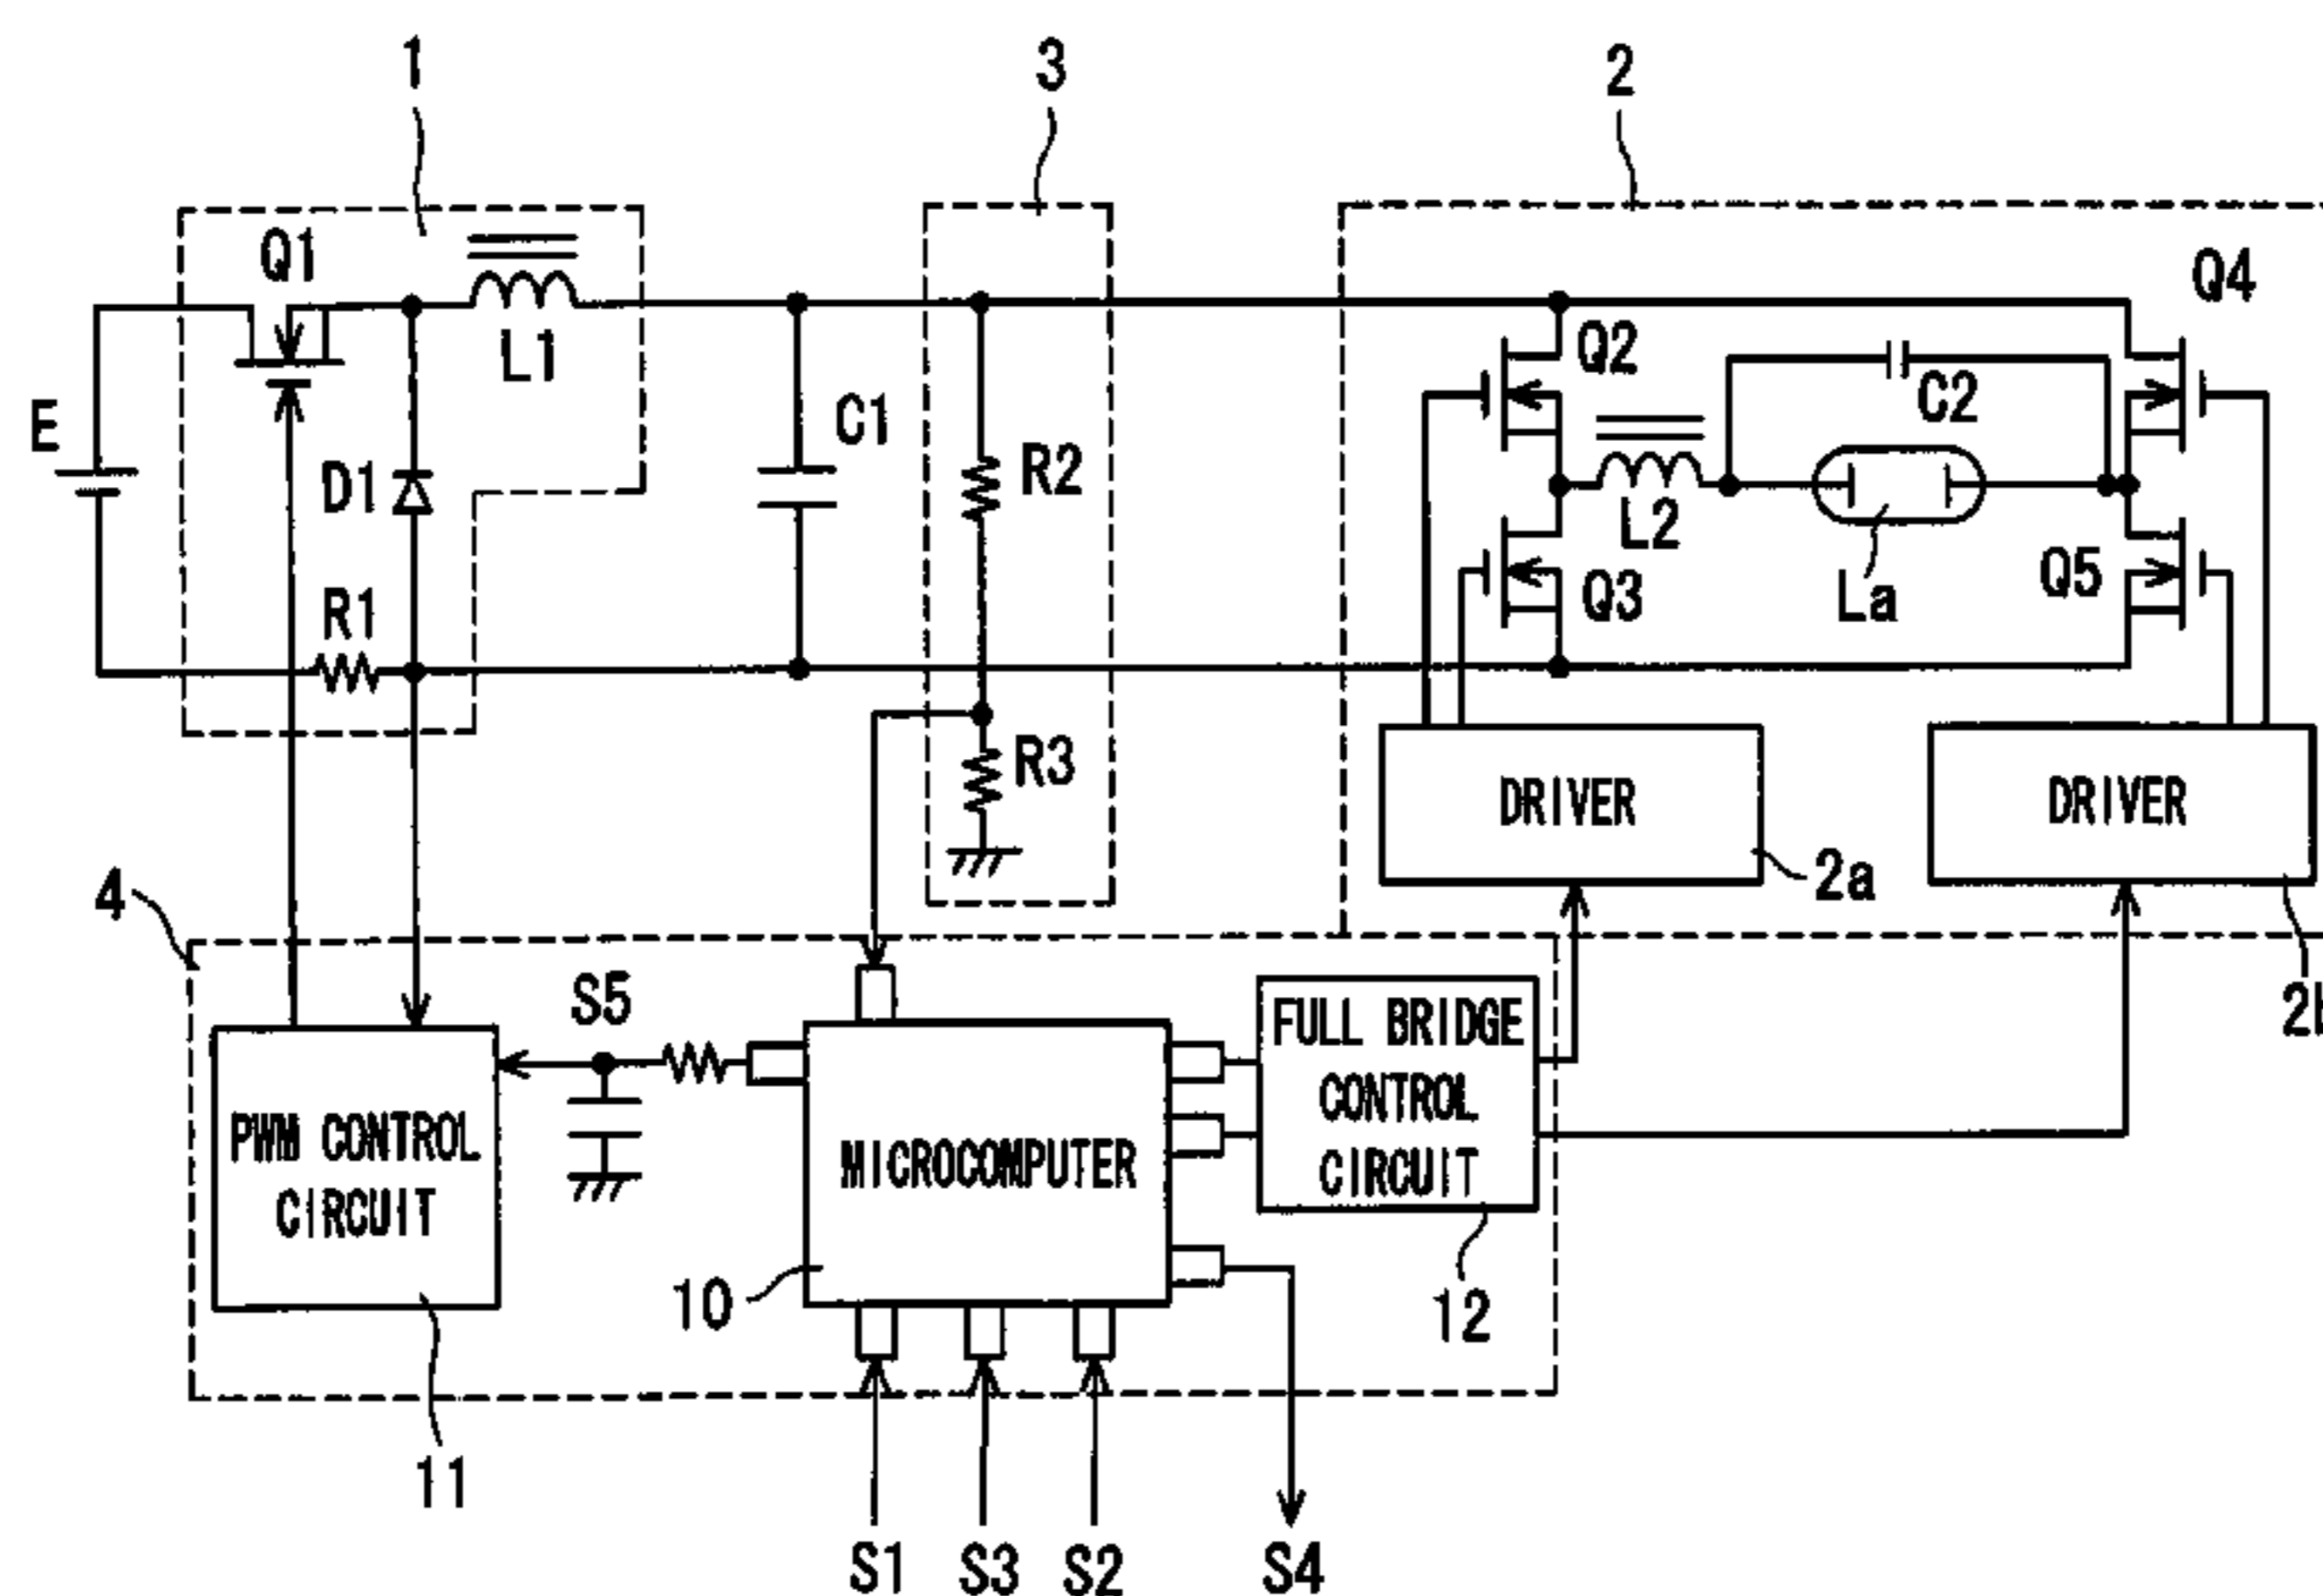 1
3
2
Q1
Q4
L1
Q2
E
C1
C2
D1
R2
L2
R1
Q3
La
Q5
R3
DRIVER
DRIVER
4
2a
S5
FULL BRIDGE
CONTROL
CIRCUIT
2b
PWM CONTROL
CIRCUIT
MICROCOMPUTER
10
12
11
S1
S3
S2
S4